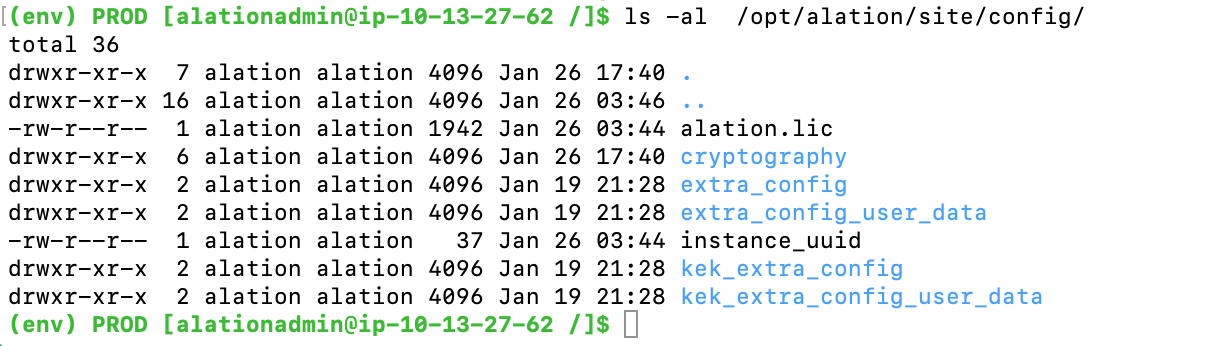 (env) PROD [alationadmin@ip-10-13-27-62 /]$ ls -al  /opt/alation/site/config/
total 36
drwxr-xr-x  7 alation alation 4096 Jan 26 17:40 .
drwxr-xr-x 16 alation alation 4096 Jan 26 03:46 ..
-rw-r--r--  1 alation alation 1942 Jan 26 03:44 alation.lic
drwxr-xr-x  6 alation alation 4096 Jan 26 17:40 cryptography
drwxr-xr-x  2 alation alation 4096 Jan 19 21:28 extra_config
drwxr-xr-x  2 alation alation 4096 Jan 19 21:28 extra_config_user_data
-rw-r--r--  1 alation alation   37 Jan 26 03:44 instance_uuid
drwxr-xr-x  2 alation alation 4096 Jan 19 21:28 kek_extra_config
drwxr-xr-x  2 alation alation 4096 Jan 19 21:28 kek_extra_config_user_data
(env) PROD [alationadmin@ip-10-13-27-62 /]$